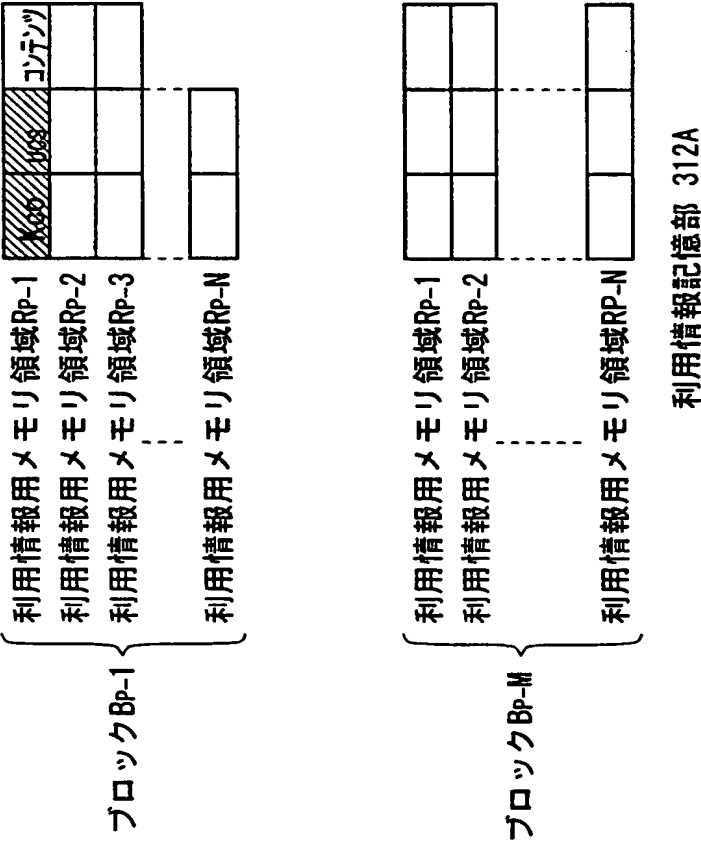 利用情報用メモリ領域RP-1 コンテンツ
利用情報用メモリ領域RP-2
利用情報用メモリ領域RP-3
ブロックBP-1
利用情報用メモリ領域RP-N
利用情報用メモリ領域RP-1
利用情報用メモリ領域RP-2
ブロックBP-M
利用情報用メモリ領域RP-N
利用情報記憶部 312A